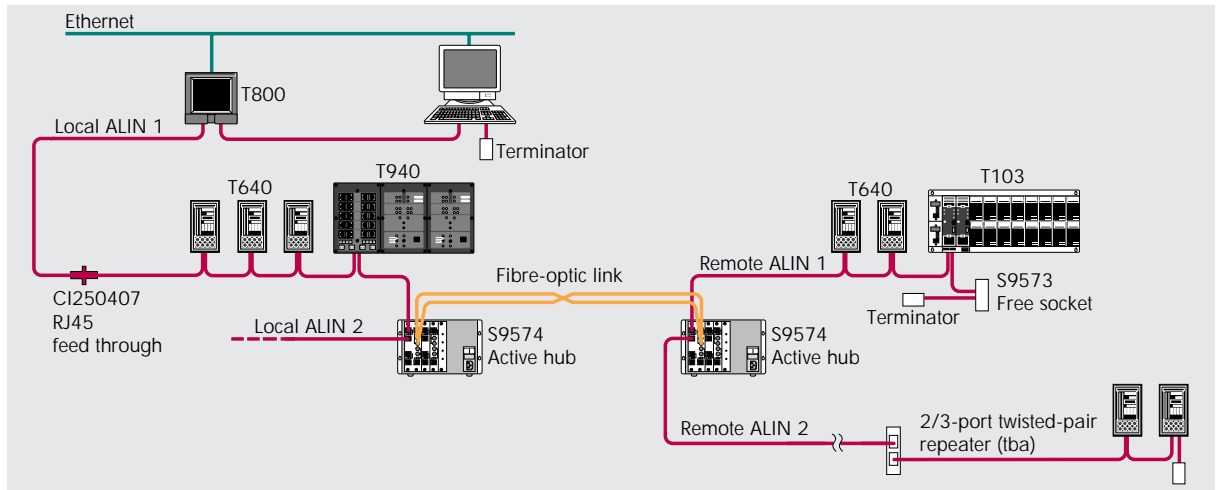 Ethernet
T800
Local ALIN 1
Terminator
T640
T940
T640
T103
CI250407
RJ45
feed through
Fibre-optic link
Remote ALIN 1
S9573
Free socket
Terminator
Local ALIN 2
S9574
Active hub
S9574
Active hub
Remote ALIN 2
2/3-port twisted-pair
repeater (tba)